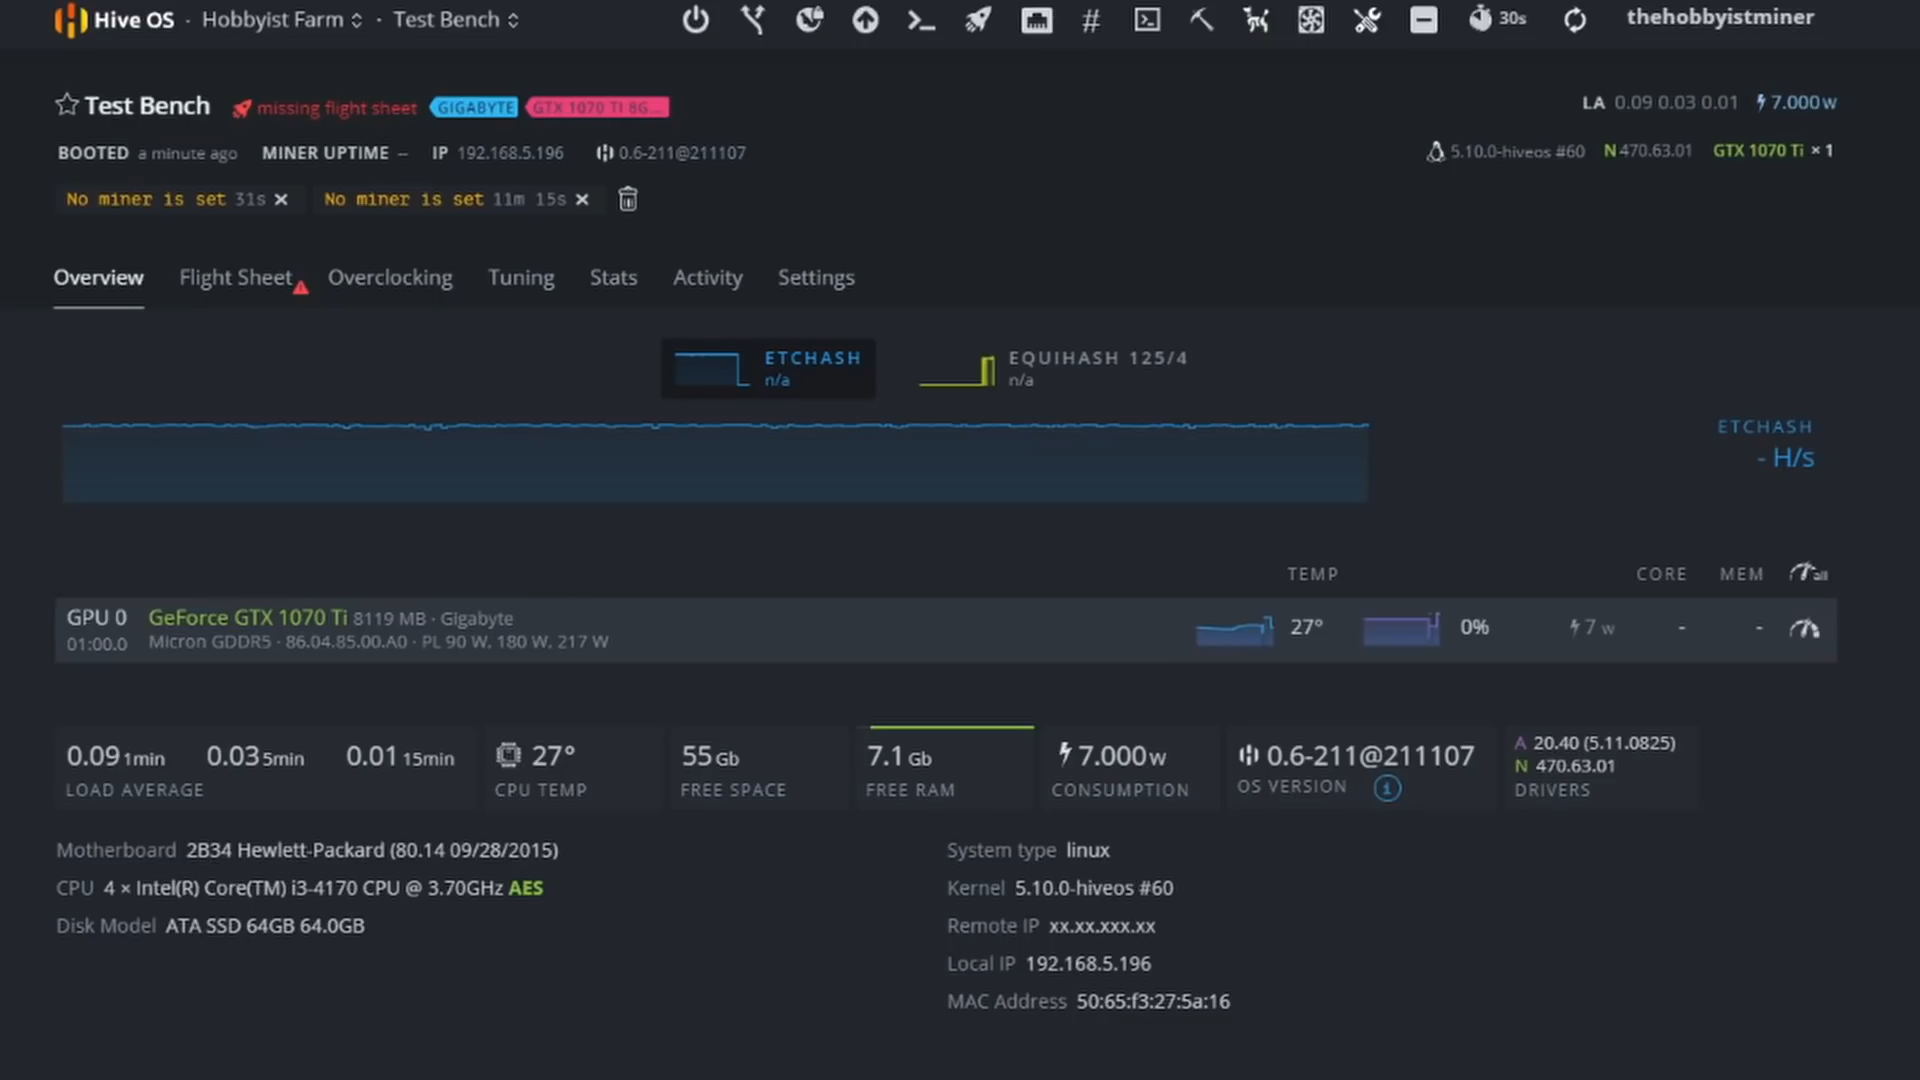 Hive OS · Hobbyist Farm · Test Bench 30s thehobbyistminer
Test Bench missing flight sheet GIGABYTE GTX 1070 TI 8G... LA 0.09 0.03 0.01 7.000 w
BOOTED a minute ago MINER UPTIME – IP 192.168.5.196 0.6-211@211107 5.10.0-hiveos #60 N 470.63.01 GTX 1070 Ti × 1
No miner is set 31s × No miner is set 11m 15s ×
Overview Flight Sheet Overclocking Tuning Stats Activity Settings
ETCHASH EQUIHASH 125/4
n/a n/a
ETCHASH
- H/s
TEMP CORE MEM all
GPU 0 GeForce GTX 1070 Ti 8119 MB · Gigabyte 27° 0% 7 w - -
01:00.0 Micron GDDR5 · 86.04.85.00.A0 · PL 90 W, 180 W, 217 W
0.09 1min 0.03 5min 0.01 15min 27° 55 Gb 7.1 Gb 7.000 w 0.6-211@211107 A 20.40 (5.11.0825)
N 470.63.01
LOAD AVERAGE CPU TEMP FREE SPACE FREE RAM CONSUMPTION OS VERSION i DRIVERS
Motherboard 2B34 Hewlett-Packard (80.14 09/28/2015) System type linux
CPU 4 × Intel(R) Core(TM) i3-4170 CPU @ 3.70GHz AES Kernel 5.10.0-hiveos #60
Disk Model ATA SSD 64GB 64.0GB Remote IP xx.xx.xxx.xx
Local IP 192.168.5.196
MAC Address 50:65:f3:27:5a:16